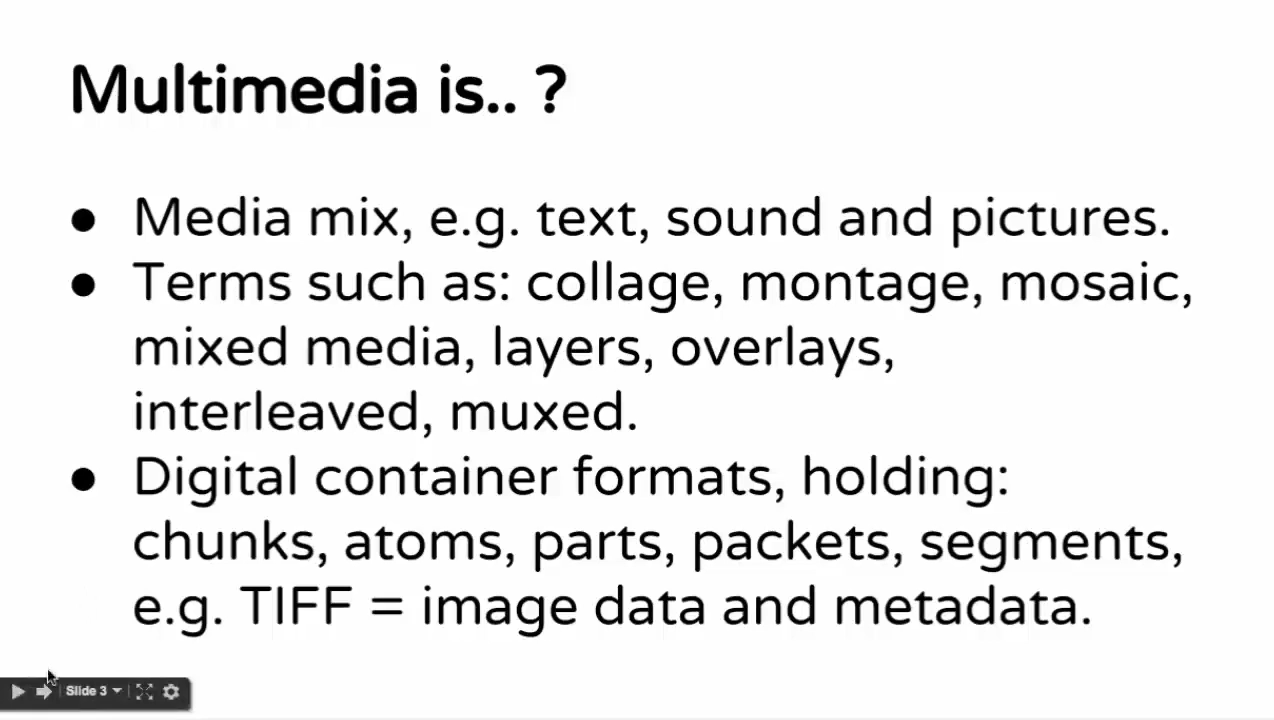 Multimedia is.. ?
● Media mix, e.g. text, sound and pictures.
● Terms such as: collage, montage, mosaic,
mixed media, layers, overlays,
interleaved, muxed.
● Digital container formats, holding:
chunks, atoms, parts, packets, segments,
e.g. TIFF = image data and metadata.
Slide 3